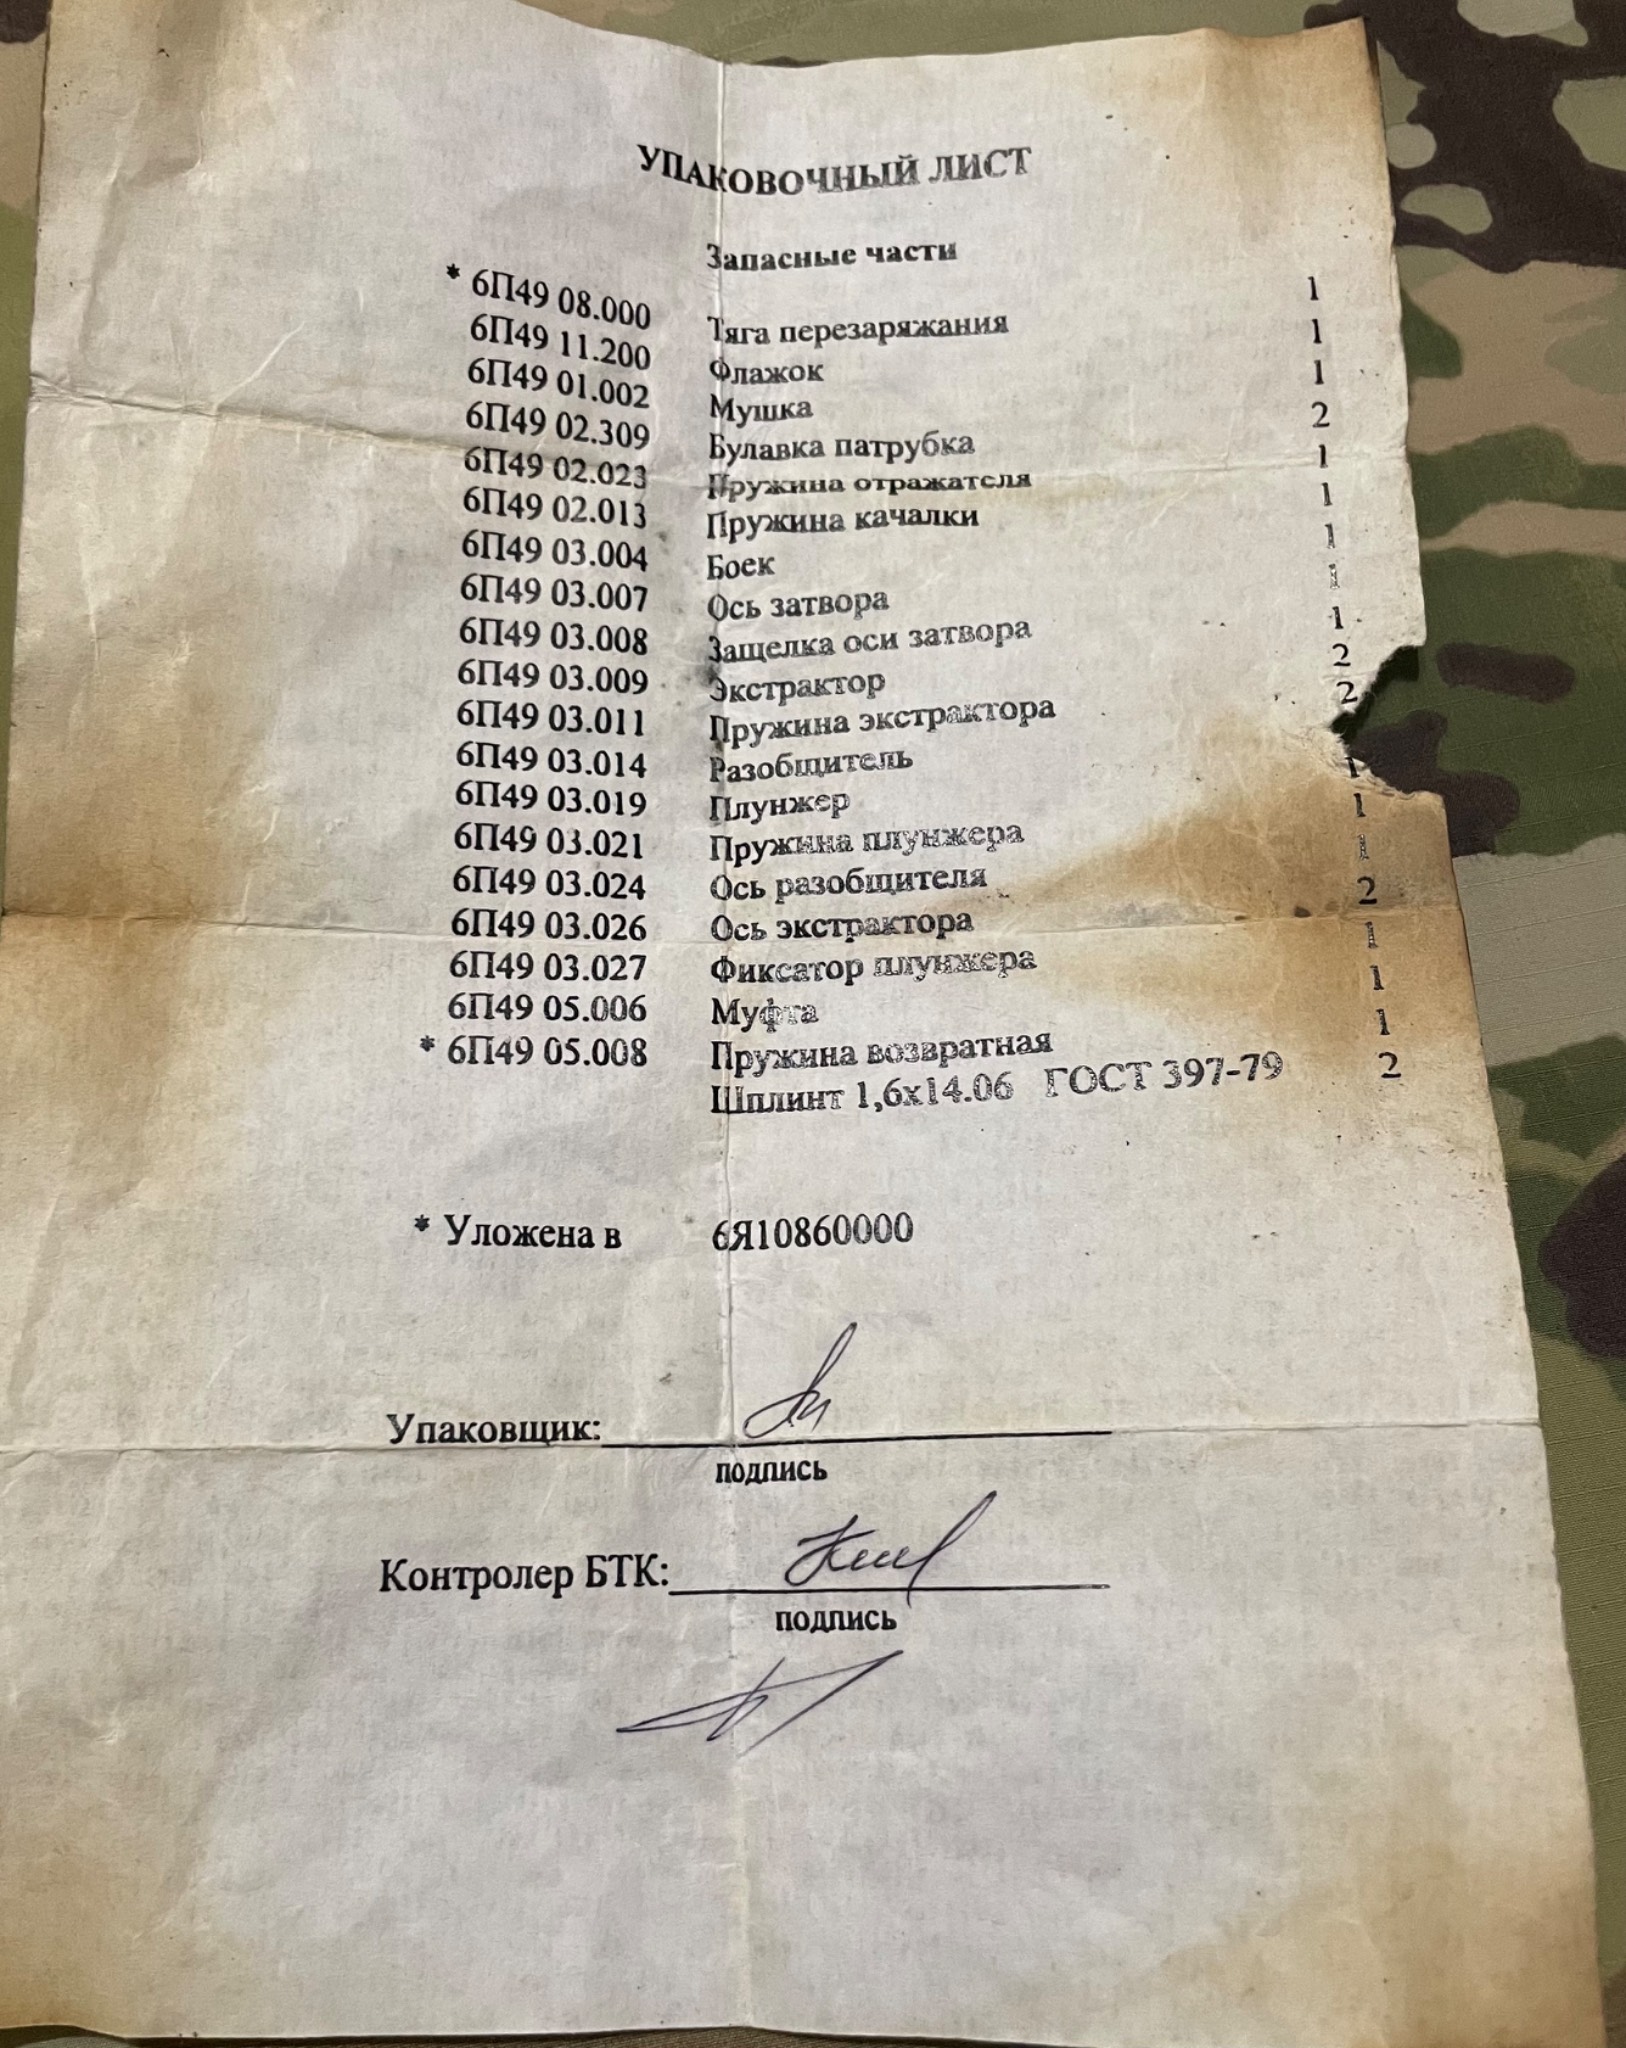 УПАКОВОЧНЫЙ ЛИСТ
Запасные части
* 6П49 08.000 Тяга перезаряжания 1
6П49 11.200 Флажок 1
6П49 01.002 Мушка 1
6П49 02.309 Булавка патрубка 2
6П49 02.023 Пружина отражателя 1
6П49 02.013 Пружина качалки 1
6П49 03.004 Боек 1
6П49 03.007 Ось затвора 1
6П49 03.008 Защелка оси затвора 1
6П49 03.009 Экстрактор 2
6П49 03.011 Пружина экстрактора 2
6П49 03.014 Разобщитель
6П49 03.019 Плунжер 1
6П49 03.021 Пружина плунжера 1
6П49 03.024 Ось разобщителя 1
6П49 03.026 Ось экстрактора 2
6П49 03.027 Фиксатор плунжера 1
6П49 05.006 Муфта 1
* 6П49 05.008 Пружина возвратная 1
Шплинт 1,6х14.06 ГОСТ 397-79 2
* Уложена в 6Я10860000
Упаковщик:
подпись
Контролер БТК:
подпись